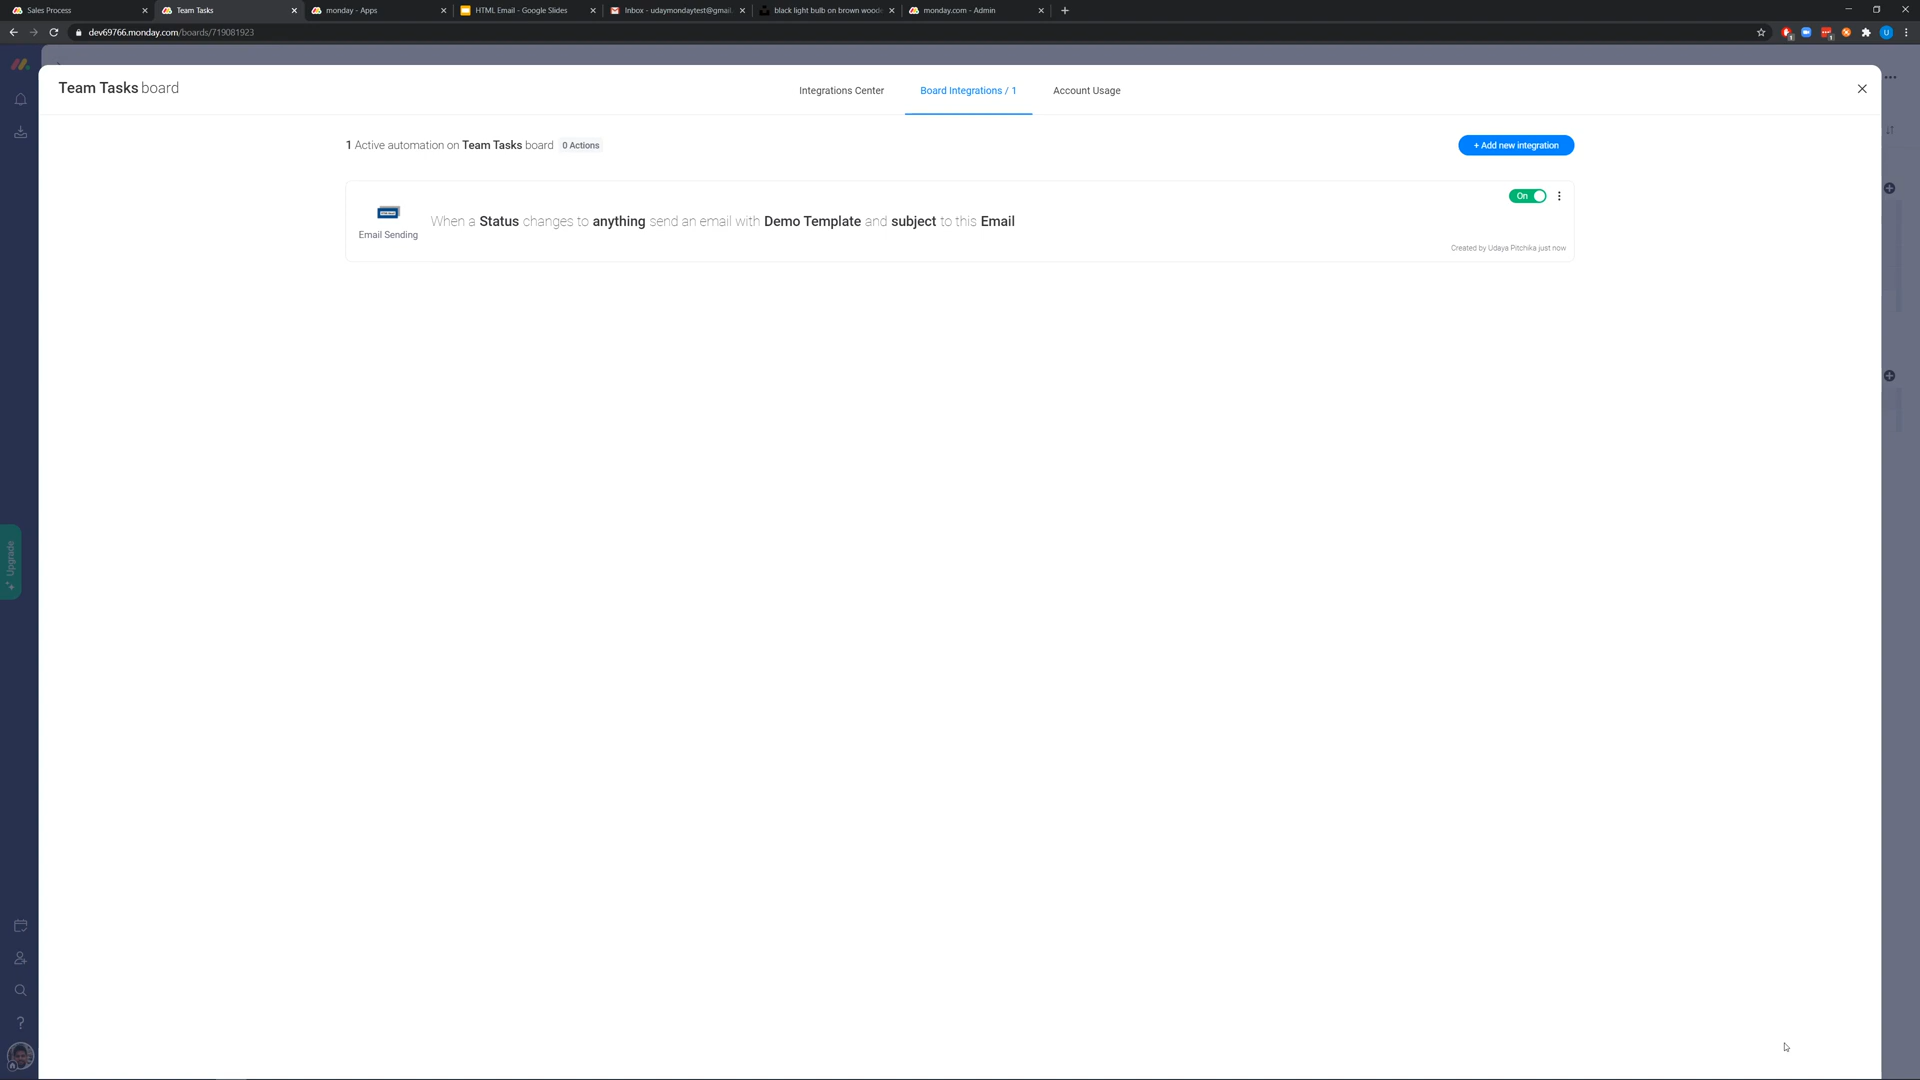 Sales Process
Team Tasks
monday - Apps
HTML Email - Google Slides
Inbox - udaymondaytest@gmail.
black light bulb on brown wood
monday.com - Admin
dev69766.monday.com/boards/719081923
U
Team Tasks board
Integrations Center
Board Integrations / 1
Account Usage
1 Active automation on Team Tasks board 0 Actions
+ Add new integration
On
When a Status changes to anything send an email with Demo Template and subject to this Email
Email Sending
Created by Udaya Pitchika just now
Upgrade